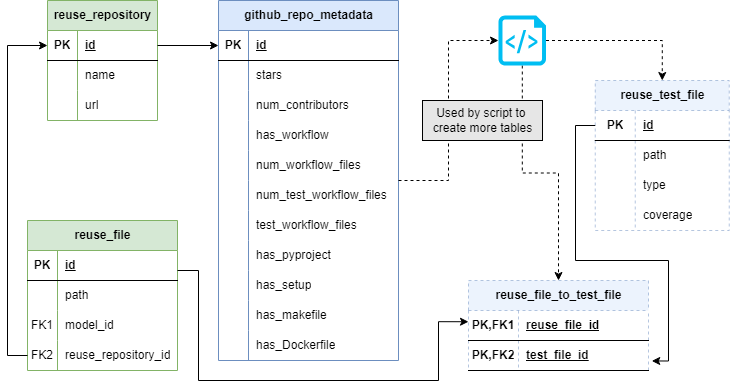 reuse_repository
PK id
name
url
github_repo_metadata
PK id
stars
num_contributors
has_workflow
num_workflow_files
num_test_workflow_files
test_workflow_files
has_pyproject
has_setup
has_makefile
has_Dockerfile
</>
Used by script to
create more tables
reuse_test_file
PK id
path
type
coverage
reuse_file
PK id
path
FK1 model_id
FK2 reuse_repository_id
reuse_file_to_test_file
PK,FK1 reuse_file_id
PK,FK2 test_file_id